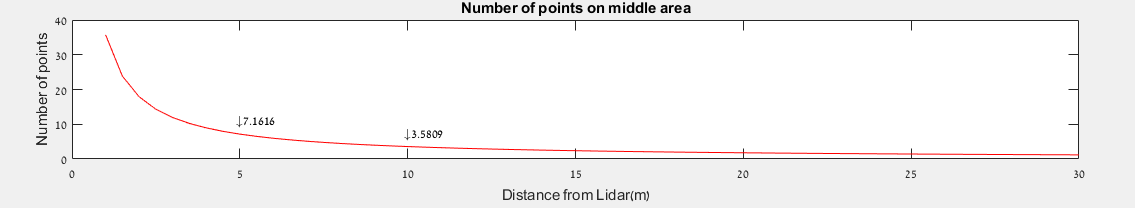 Number of points on middle area
Number of points
40
30
20
10
0
↓7.1616
↓3.5809
0 5 10 15 20 25 30
Distance from Lidar(m)